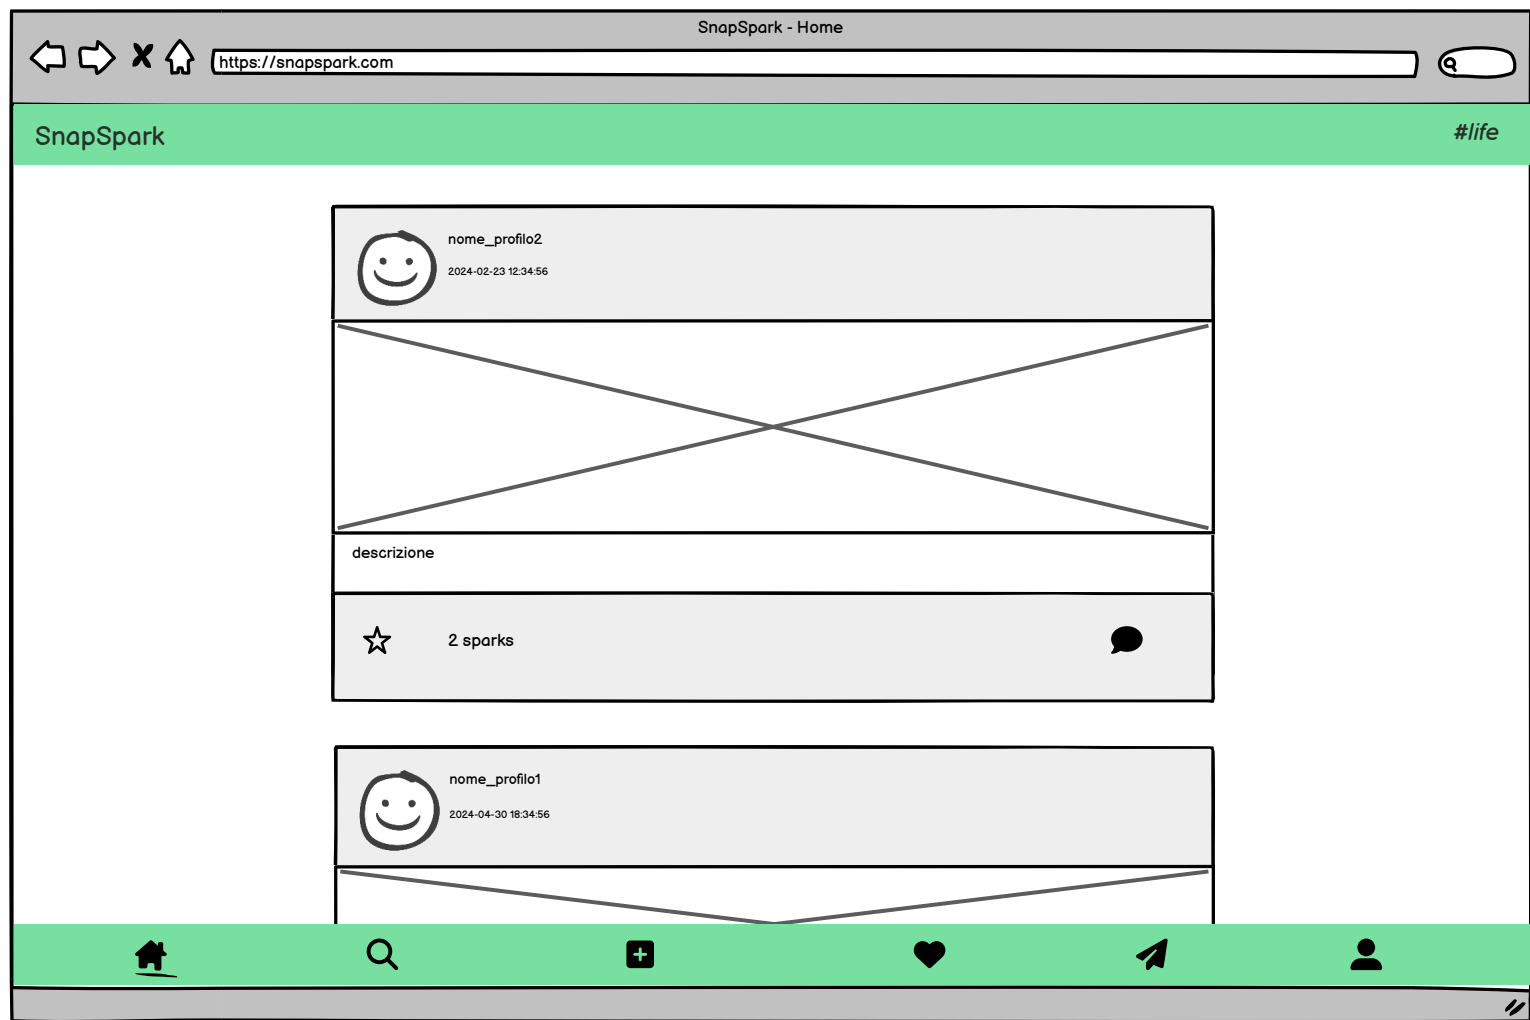 SnapSpark - Home
https://snapspark.com
SnapSpark
#life
nome_profilo2
2024-02-23 12:34:56
descrizione
2 sparks
nome_profilo1
2024-04-30 18:34:56